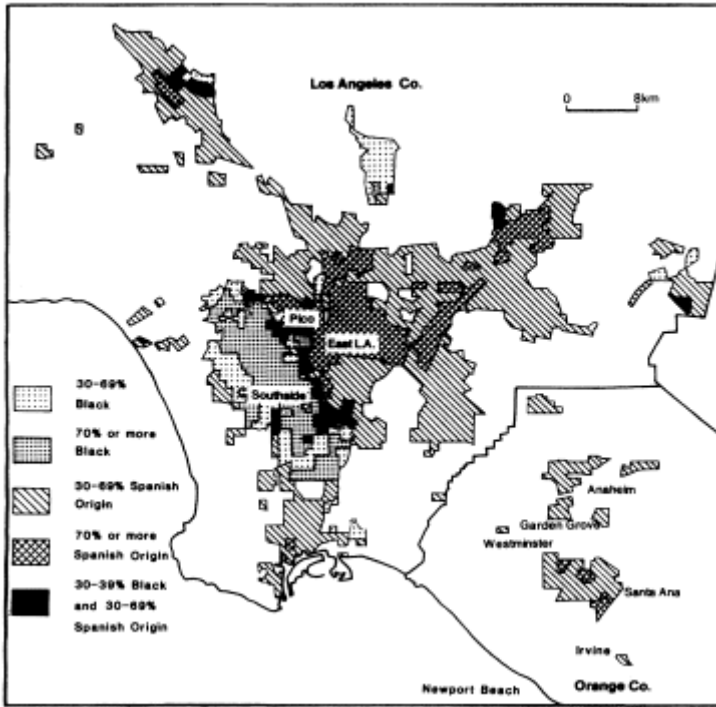 Los Angeles Co.
0 8km
Pico
East L.A.
Southside
30-69%
Black
70% or more
Black
30-69% Spanish
Origin
70% or more
Spanish Origin
30-39% Black
and 30-69%
Spanish Origin
Anaheim
Garden Grove
Westminster
Santa Ana
Irvine
Orange Co.
Newport Beach